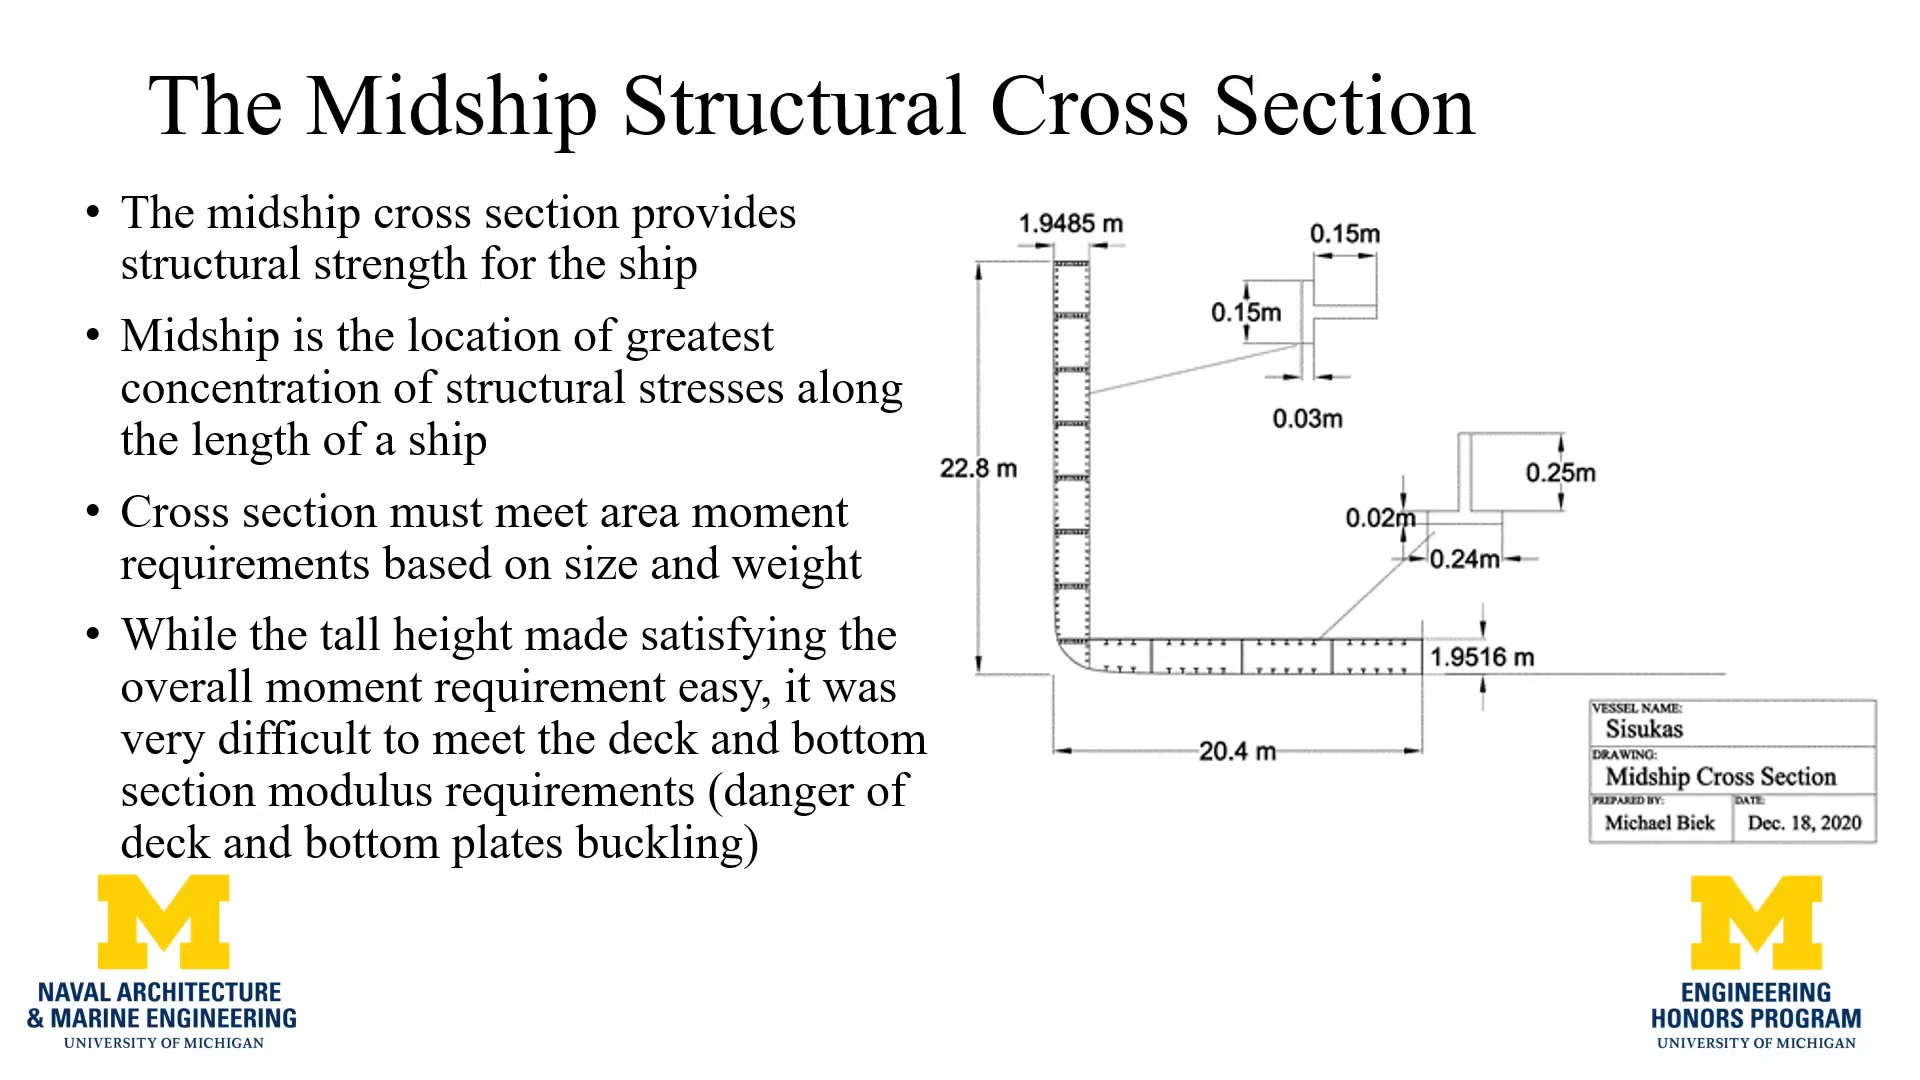 The Midship Structural Cross Section
• The midship cross section provides
structural strength for the ship
• Midship is the location of greatest
concentration of structural stresses along
the length of a ship
• Cross section must meet area moment
requirements based on size and weight
• While the tall height made satisfying the
overall moment requirement easy, it was
very difficult to meet the deck and bottom
section modulus requirements (danger of
deck and bottom plates buckling)
1.9485 m
0.15m
0.15m
0.03m
22.8 m
0.25m
0.02m
0.24m
1.9516 m
20.4 m
VESSEL NAME:
Sisukas
DRAWING:
Midship Cross Section
PREPARED BY:
Michael Biek
DATE:
Dec. 18, 2020
M
NAVAL ARCHITECTURE
& MARINE ENGINEERING
UNIVERSITY OF MICHIGAN
M
ENGINEERING
HONORS PROGRAM
UNIVERSITY OF MICHIGAN